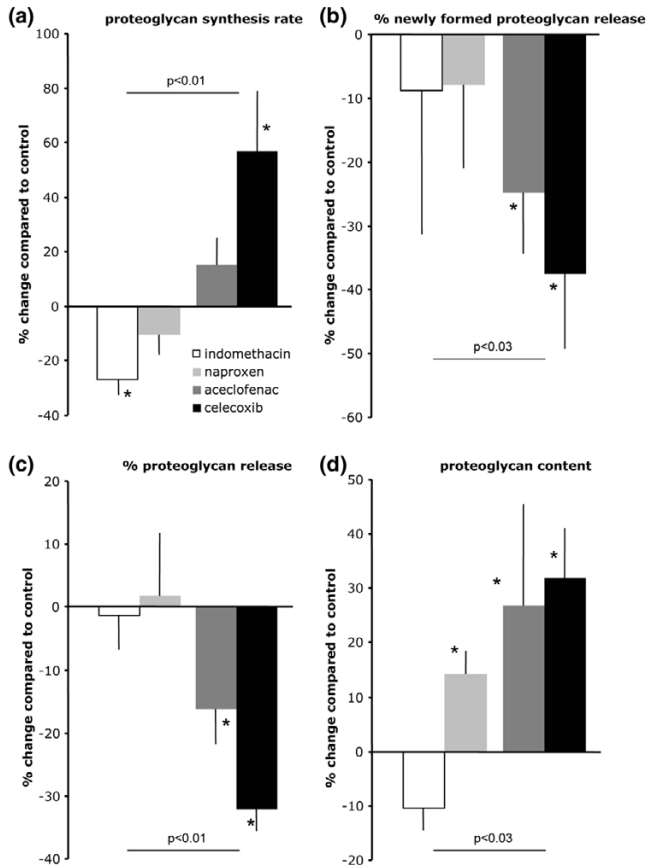 (a) proteoglycan synthesis rate
% change compared to control
100
80
60
40
20
0
-20
-40
p<0.01
*
*
indomethacin
naproxen
aceclofenac
celecoxib
(b) % newly formed proteoglycan release
% change compared to control
0
-10
-20
-30
-40
-50
-60
*
*
p<0.03
(c) % proteoglycan release
% change compared to control
20
10
0
-10
-20
-30
-40
*
*
p<0.01
(d) proteoglycan content
% change compared to control
50
40
30
20
10
0
-10
-20
*
*
*
p<0.03